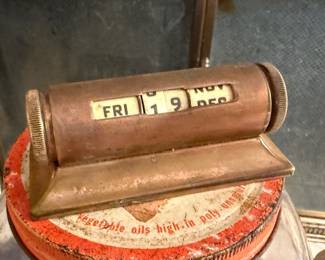 NOV
FRI 19 DEC
vegetable oils high in poly-unsat